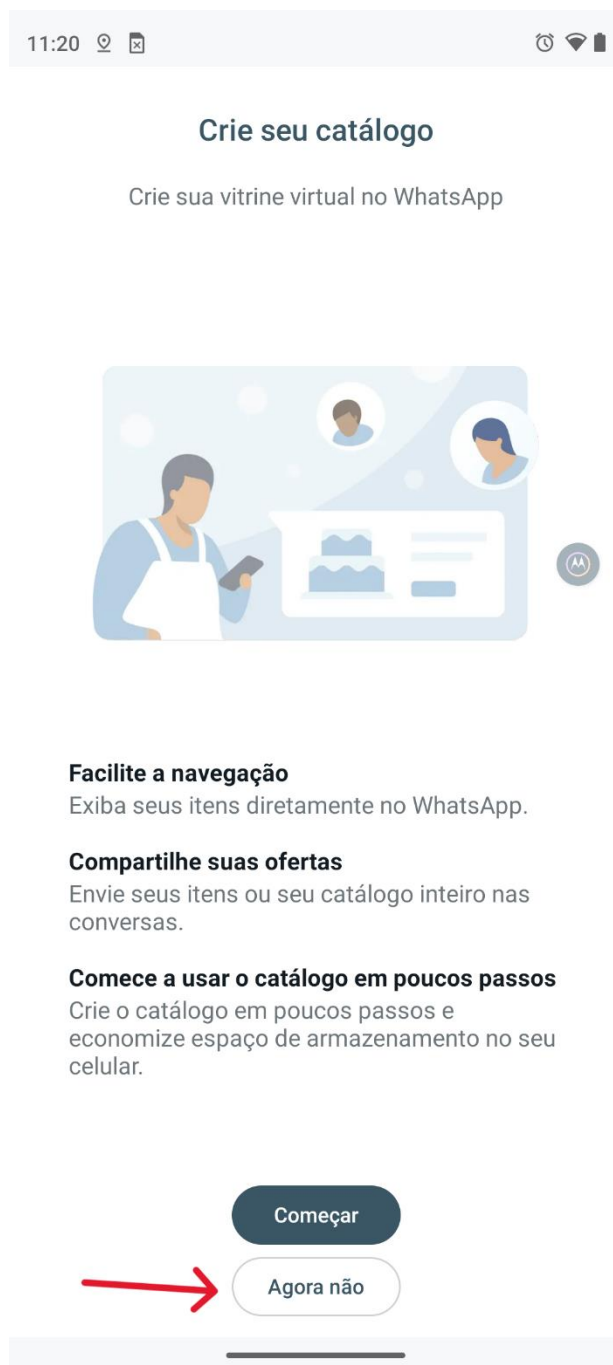 11:20
Crie seu catálogo
Crie sua vitrine virtual no WhatsApp
Facilite a navegação
Exiba seus itens diretamente no WhatsApp.
Compartilhe suas ofertas
Envie seus itens ou seu catálogo inteiro nas
conversas.
Comece a usar o catálogo em poucos passos
Crie o catálogo em poucos passos e
economize espaço de armazenamento no seu
celular.
Começar
Agora não